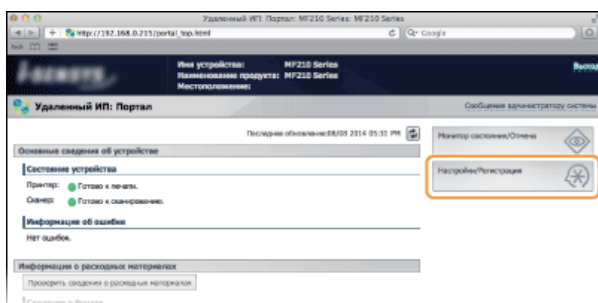 Удаленный ИП: Портал: MF210 Series: MF210 Series
http://192.168.0.215/portal_top.html
Google
Имя устройства: MF210 Series
Наименование продукта: MF210 Series
Местоположение:
Выход
Удаленный ИП: Портал
Сообщение администратору системы
Последнее обновление:08/08 2014 05:31 PM
Основные сведения об устройстве
Состояние устройства
Принтер: Готово к печати.
Сканер: Готово к сканированию.
Информация об ошибке
Нет ошибок.
Информация о расходных материалах
Проверить сведения о расходных материалах
Монитор состояния/Отмена
Настройки/Регистрация